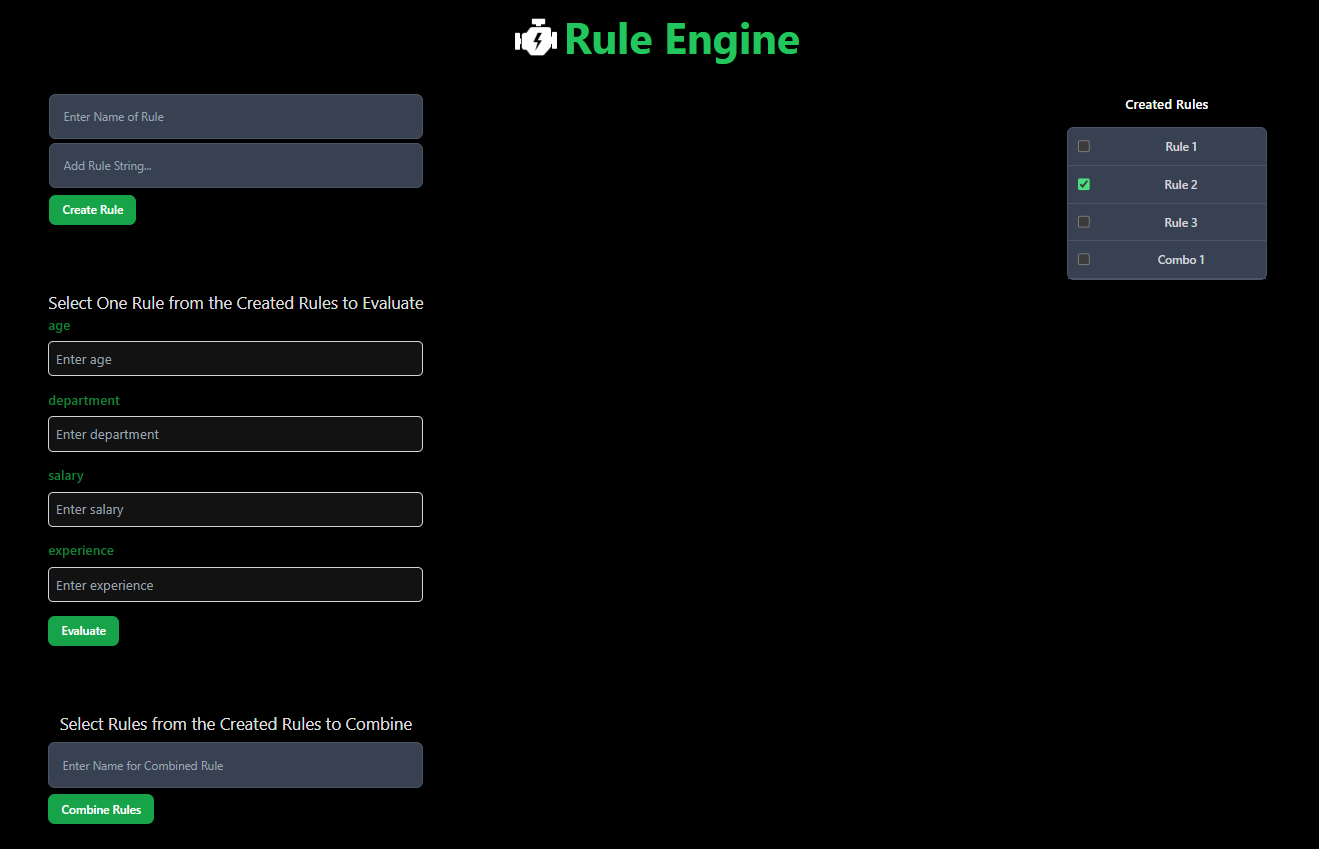 Rule Engine
Enter Name of Rule
Add Rule String...
Create Rule
Select One Rule from the Created Rules to Evaluate
age
Enter age
department
Enter department
salary
Enter salary
experience
Enter experience
Evaluate
Select Rules from the Created Rules to Combine
Enter Name for Combined Rule
Combine Rules
Created Rules
Rule 1
Rule 2
Rule 3
Combo 1